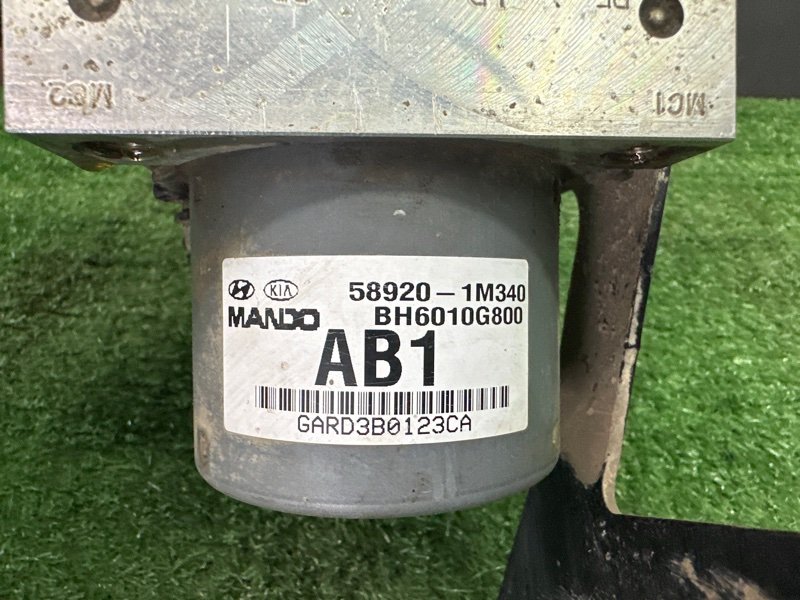 MC2 MC1
KIA 58920-1M340
MANDO BH6010G800
AB1
GARD3B0123CA